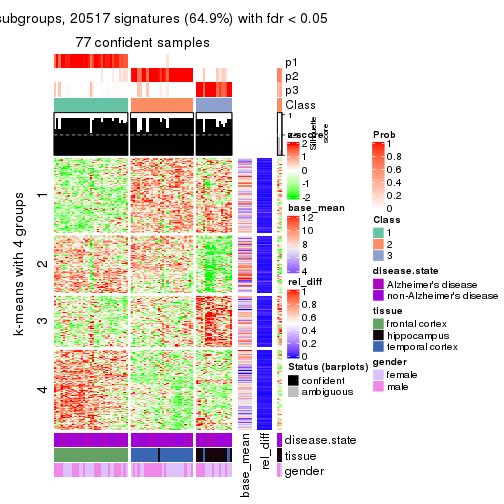 subgroups, 20517 signatures (64.9%) with fdr < 0.05
77 confident samples
p1
p2
p3
Class
1
Silhouette
score
z-score
2
1
0
-1
-2
base_mean
12
10
8
6
4
rel_diff
1
0.8
0.6
0.4
0.2
0
Status (barplots)
confident
ambiguous
Prob
1
0.8
0.6
0.4
0.2
0
Class
1
2
3
disease.state
Alzheimer's disease
non-Alzheimer's disease
tissue
frontal cortex
hippocampus
temporal cortex
gender
female
male
k-means with 4 groups
1
2
3
4
disease.state
tissue
gender
base_mean
rel_diff